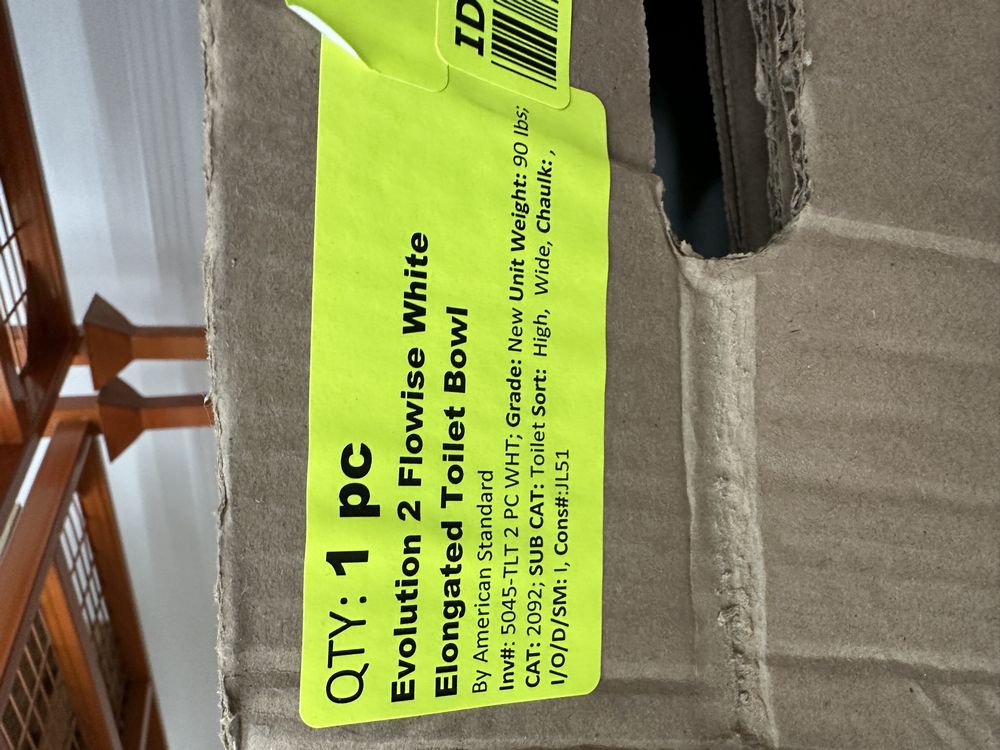 ID
QTY: 1 pc
Evolution 2 Flowise White
Elongated Toilet Bowl
By American Standard
Inv#: 5045-TLT 2 PC WHT; Grade: New Unit Weight: 90 lbs;
CAT: 2092; SUB CAT: Toilet Sort: High, Wide, Chaulk: ,
I/O/D/SM: I, Cons#:JL51